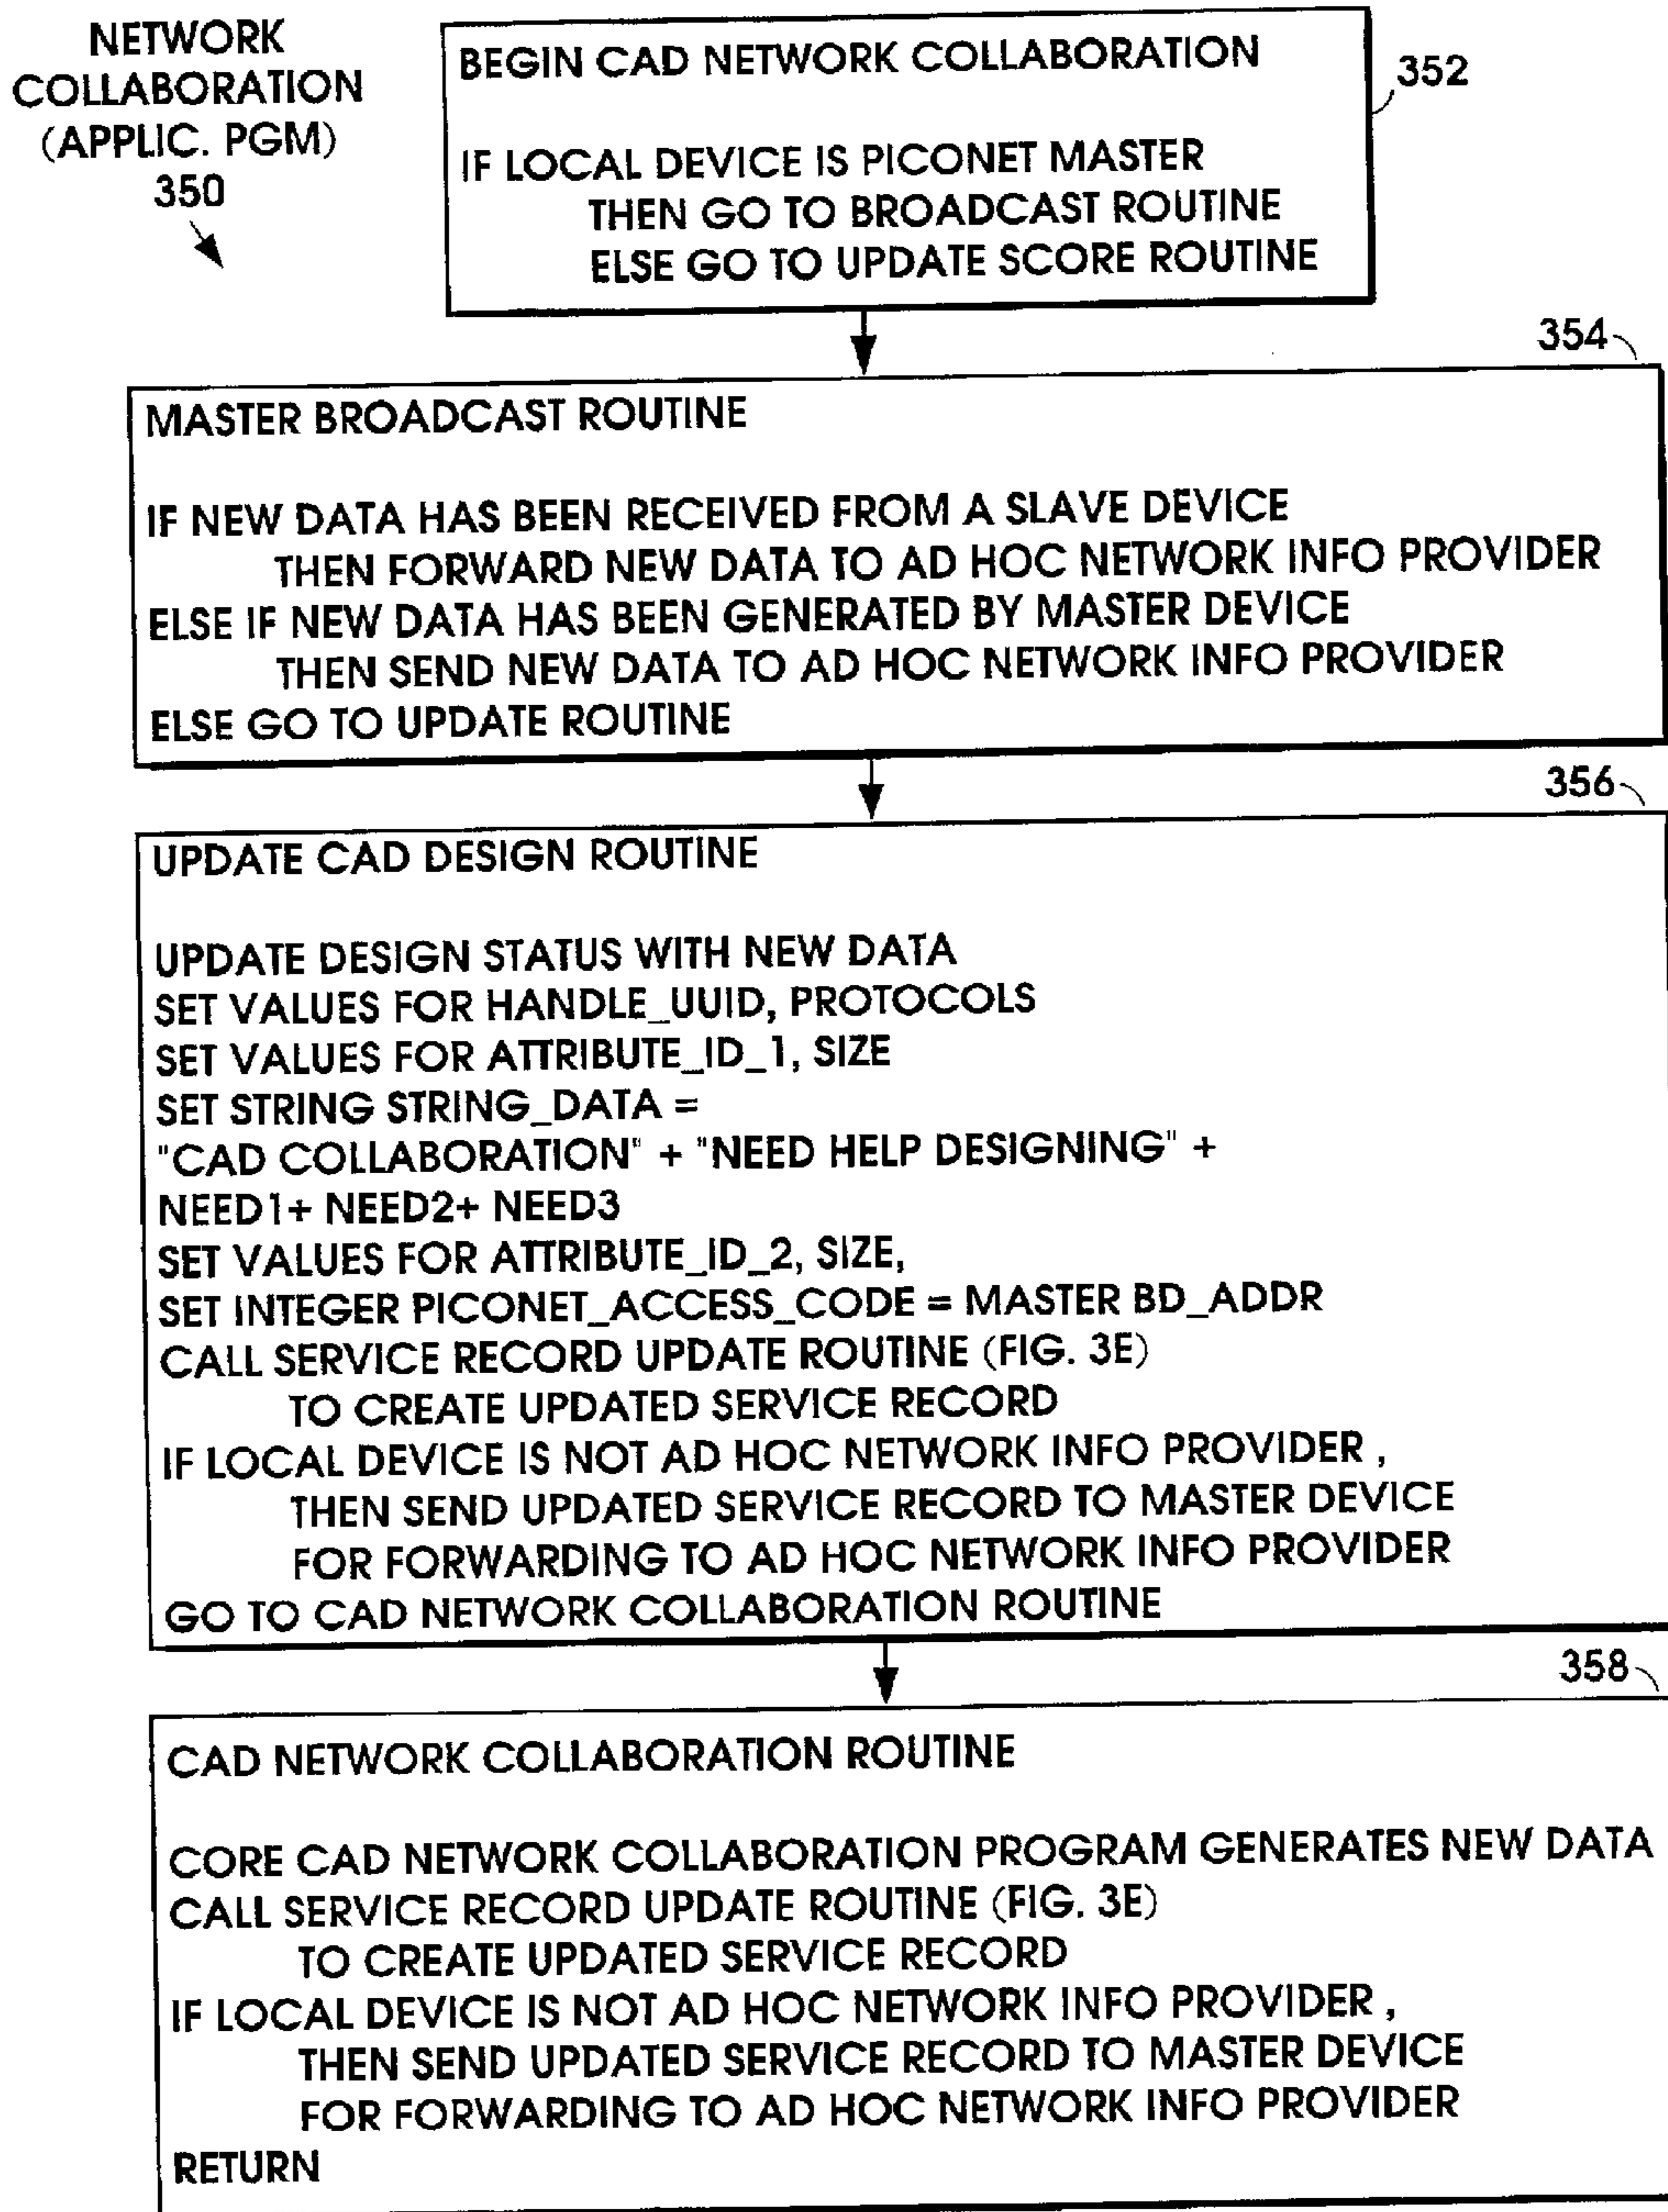 NETWORK
COLLABORATION
(APPLIC. PGM)
350
BEGIN CAD NETWORK COLLABORATION
IF LOCAL DEVICE IS PICONET MASTER
THEN GO TO BROADCAST ROUTINE
ELSE GO TO UPDATE SCORE ROUTINE
352
354
MASTER BROADCAST ROUTINE
IF NEW DATA HAS BEEN RECEIVED FROM A SLAVE DEVICE
THEN FORWARD NEW DATA TO AD HOC NETWORK INFO PROVIDER
ELSE IF NEW DATA HAS BEEN GENERATED BY MASTER DEVICE
THEN SEND NEW DATA TO AD HOC NETWORK INFO PROVIDER
ELSE GO TO UPDATE ROUTINE
356
UPDATE CAD DESIGN ROUTINE
UPDATE DESIGN STATUS WITH NEW DATA
SET VALUES FOR HANDLE_UUID, PROTOCOLS
SET VALUES FOR ATTRIBUTE_ID_1, SIZE
SET STRING STRING_DATA =
"CAD COLLABORATION" + "NEED HELP DESIGNING" +
NEED1+ NEED2+ NEED3
SET VALUES FOR ATTRIBUTE_ID_2, SIZE,
SET INTEGER PICONET_ACCESS_CODE = MASTER BD_ADDR
CALL SERVICE RECORD UPDATE ROUTINE (FIG. 3E)
TO CREATE UPDATED SERVICE RECORD
IF LOCAL DEVICE IS NOT AD HOC NETWORK INFO PROVIDER ,
THEN SEND UPDATED SERVICE RECORD TO MASTER DEVICE
FOR FORWARDING TO AD HOC NETWORK INFO PROVIDER
GO TO CAD NETWORK COLLABORATION ROUTINE
358
CAD NETWORK COLLABORATION ROUTINE
CORE CAD NETWORK COLLABORATION PROGRAM GENERATES NEW DATA
CALL SERVICE RECORD UPDATE ROUTINE (FIG. 3E)
TO CREATE UPDATED SERVICE RECORD
IF LOCAL DEVICE IS NOT AD HOC NETWORK INFO PROVIDER ,
THEN SEND UPDATED SERVICE RECORD TO MASTER DEVICE
FOR FORWARDING TO AD HOC NETWORK INFO PROVIDER
RETURN